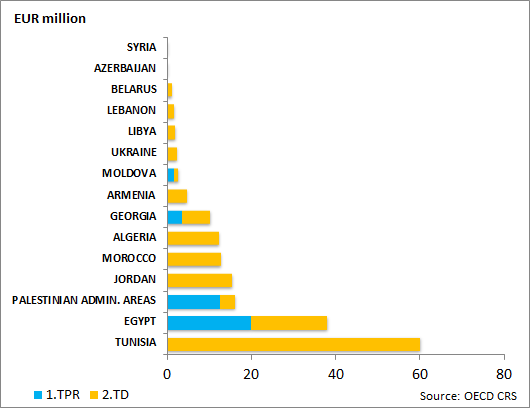 EUR million
SYRIA
AZERBAIJAN
BELARUS
LEBANON
LIBYA
UKRAINE
MOLDOVA
ARMENIA
GEORGIA
ALGERIA
MOROCCO
JORDAN
PALESTINIAN ADMIN. AREAS
EGYPT
TUNISIA
0 20 40 60 80
1.TPR 2.TD
Source: OECD CRS